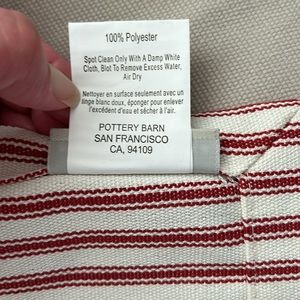 100% Polyester
Spot Clean Only With A Damp White
Cloth, Blot To Remove Excess Water,
Air Dry
Nettoyer en surface seulement avec un
linge blanc doux, éponger pour enlever
l'excédent d'eau et sécher à l'air.
POTTERY BARN
SAN FRANCISCO
CA, 94109